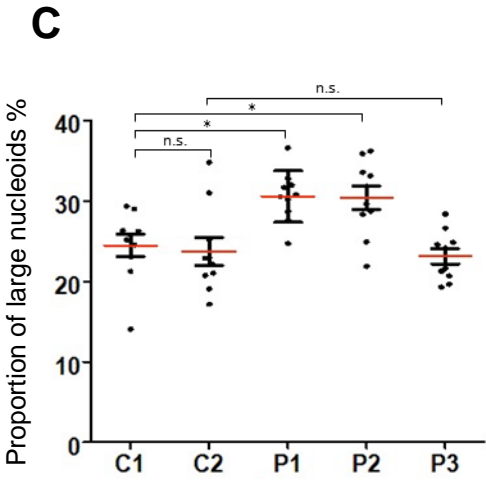 C
n.s.
*
*
n.s.
Proportion of large nucleoids %
40
30
20
10
0
C1 C2 P1 P2 P3